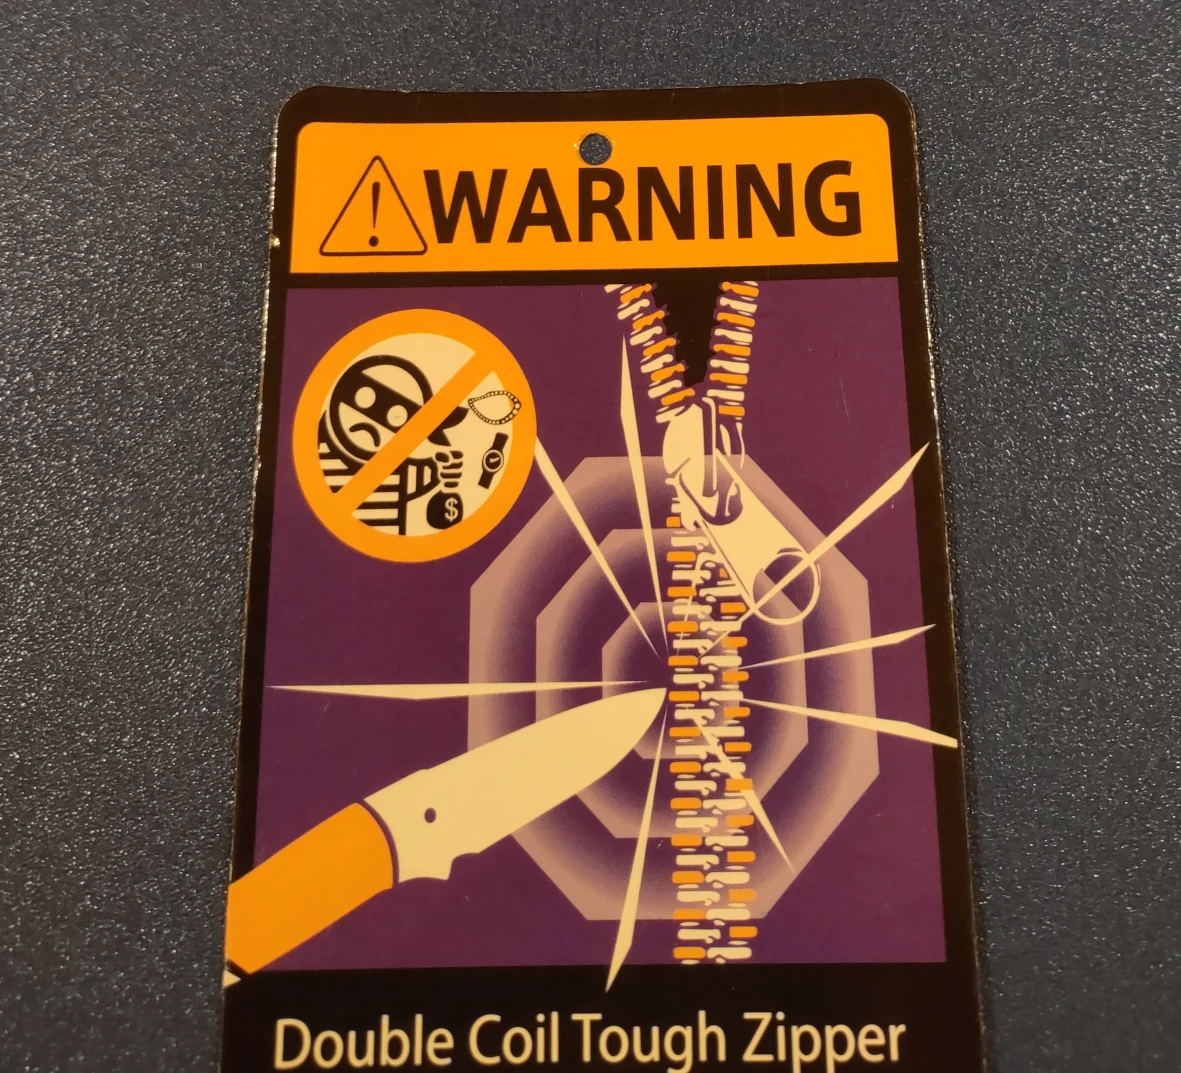 WARNING
$
Double Coil Tough Zipper